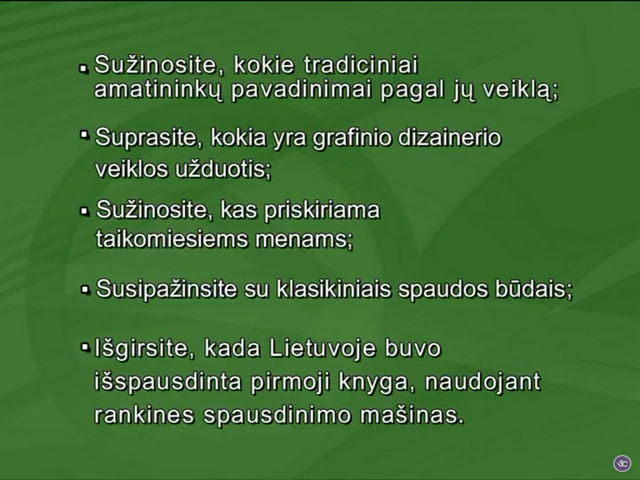 ▪ Sužinosite, kokie tradiciniai
amatininkų pavadinimai pagal jų veiklą;
▪ Suprasite, kokia yra grafinio dizainerio
veiklos užduotis;
▪ Sužinosite, kas priskiriama
taikomiesiems menams;
▪ Susipažinsite su klasikiniais spaudos būdais;
▪ Išgirsite, kada Lietuvoje buvo
išspausdinta pirmoji knyga, naudojant
rankines spausdinimo mašinas.